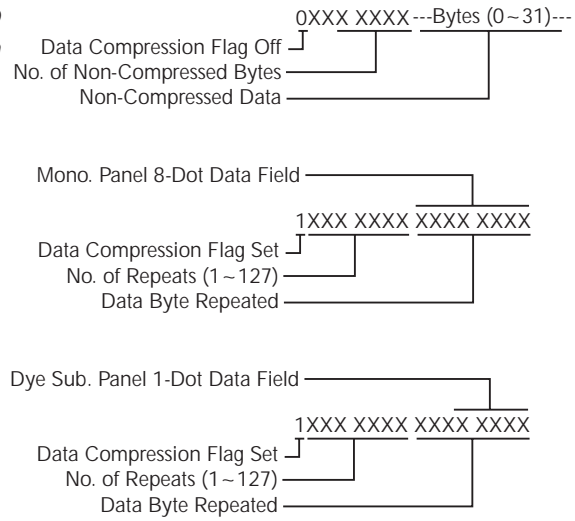 0XXX XXXX ---Bytes (0~31)---
Data Compression Flag Off
No. of Non-Compressed Bytes
Non-Compressed Data
Mono. Panel 8-Dot Data Field
1XXX XXXX XXXX XXXX
Data Compression Flag Set
No. of Repeats (1~127)
Data Byte Repeated
Dye Sub. Panel 1-Dot Data Field
1XXX XXXX XXXX XXXX
Data Compression Flag Set
No. of Repeats (1~127)
Data Byte Repeated